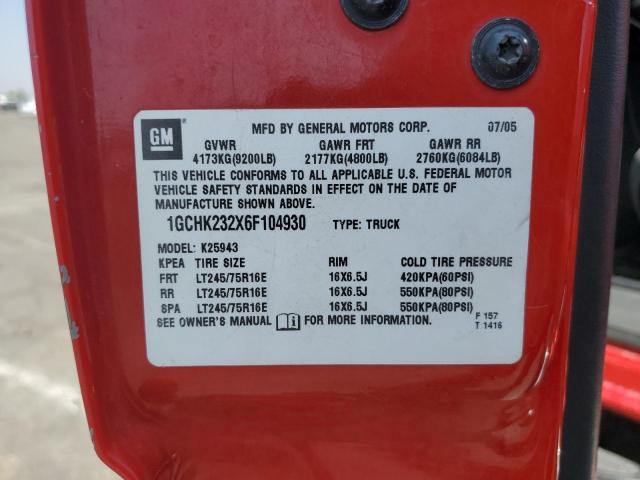 GM
MFD BY GENERAL MOTORS CORP. 07/05
GVWR GAWR FRT GAWR RR
4173KG(9200LB) 2177KG(4800LB) 2760KG(6084LB)
THIS VEHICLE CONFORMS TO ALL APPLICABLE U.S. FEDERAL MOTOR
VEHICLE SAFETY STANDARDS IN EFFECT ON THE DATE OF
MANUFACTURE SHOWN ABOVE.
1GCHK232X6F104930 TYPE: TRUCK
MODEL: K25943
KPEA TIRE SIZE RIM COLD TIRE PRESSURE
FRT LT245/75R16E 16X6.5J 420KPA(60PSI)
RR LT245/75R16E 16X6.5J 550KPA(80PSI)
SPA LT245/75R16E 16X6.5J 550KPA(80PSI)
SEE OWNER'S MANUAL FOR MORE INFORMATION.
F 157
T 1416